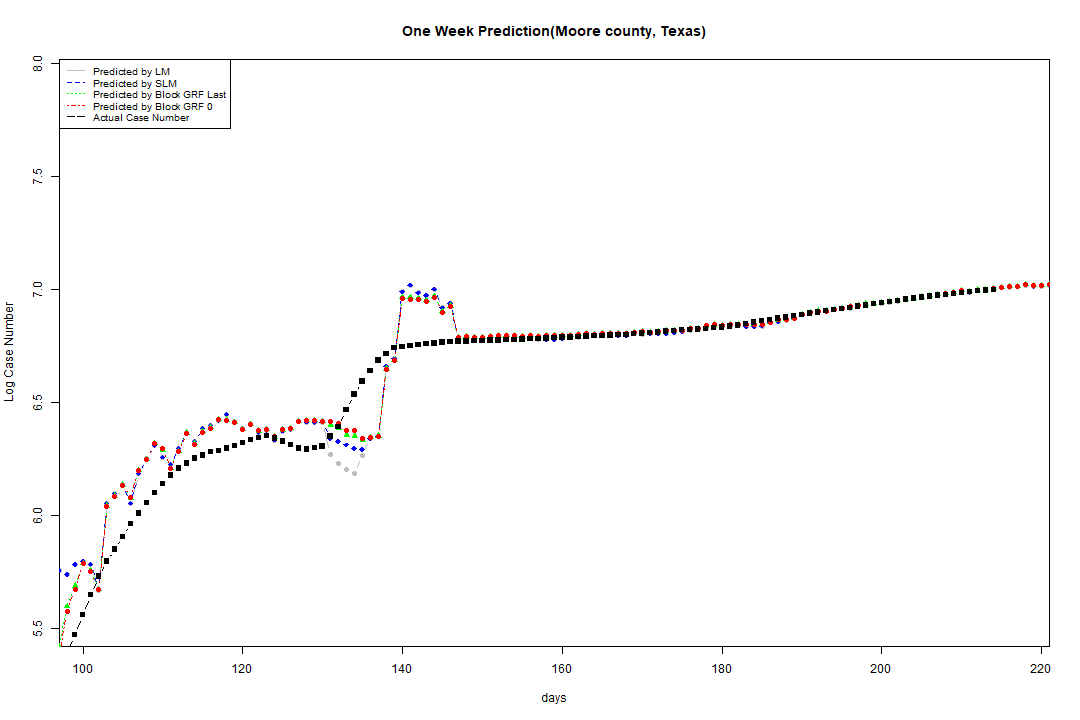 One Week Prediction(Moore county, Texas)
Predicted by LM
Predicted by SLM
Predicted by Block GRF Last
Predicted by Block GRF 0
Actual Case Number
8.0
7.5
7.0
6.5
6.0
5.5
Log Case Number
100 120 140 160 180 200 220
days